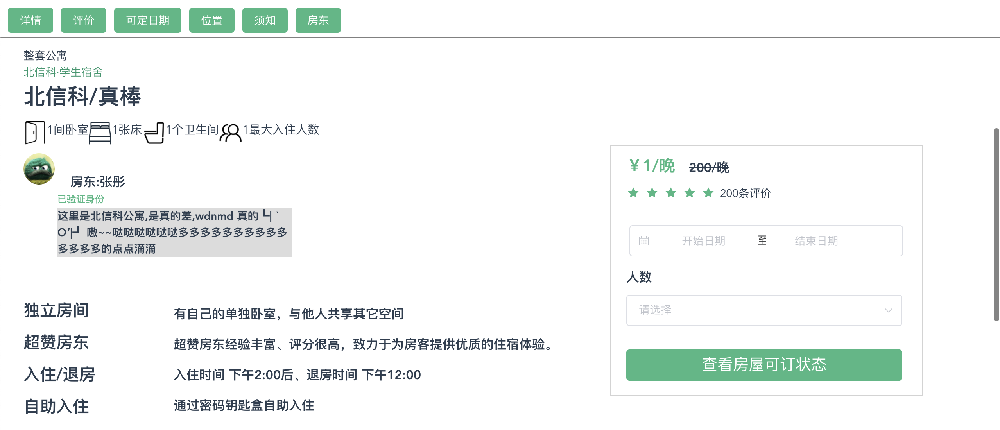 详情 评价 可定日期 位置 须知 房东
整套公寓
北信科·学生宿舍
北信科/真棒
1间卧室 1张床 1个卫生间 1最大入住人数
房东:张彤
已验证身份
这里是北信科公寓,是真的差,wdnmd 真的┗|｀
O′|┛ 嗷~~哒哒哒哒哒哒多多多多多多多多多多
多多多多的点点滴滴
独立房间 有自己的单独卧室，与他人共享其它空间
超赞房东 超赞房东经验丰富、评分很高，致力于为房客提供优质的住宿体验。
入住/退房 入住时间 下午2:00后、退房时间 下午12:00
自助入住 通过密码钥匙盒自助入住
￥1/晚 200/晚
200条评价
开始日期 至 结束日期
人数
请选择
查看房屋可订状态